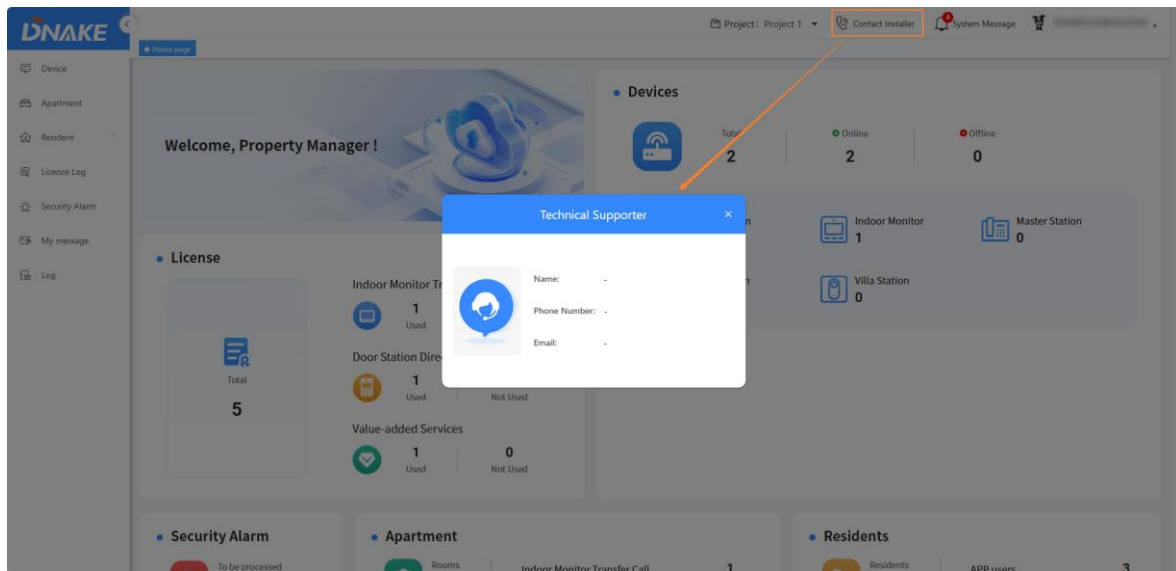 DNAKE
Project: Project 1
Contact Installer
4
System Message
Home page
Device
Apartment
Resident
Licence Log
Security Alarm
My message
Log
Welcome, Property Manager !
Devices
Total
2
Online
2
Offline
0
Indoor Monitor
1
Master Station
0
Villa Station
0
Technical Supporter
Name: -
Phone Number: -
Email: -
License
Total
5
Indoor Monitor Tr
1
Used
Door Station Dire
1
Used
Not Used
Value-added Services
1
Used
0
Not Used
Security Alarm
To be processed
Apartment
Rooms
Indoor Monitor Transfer Call
1
Residents
Residents
APP users
3